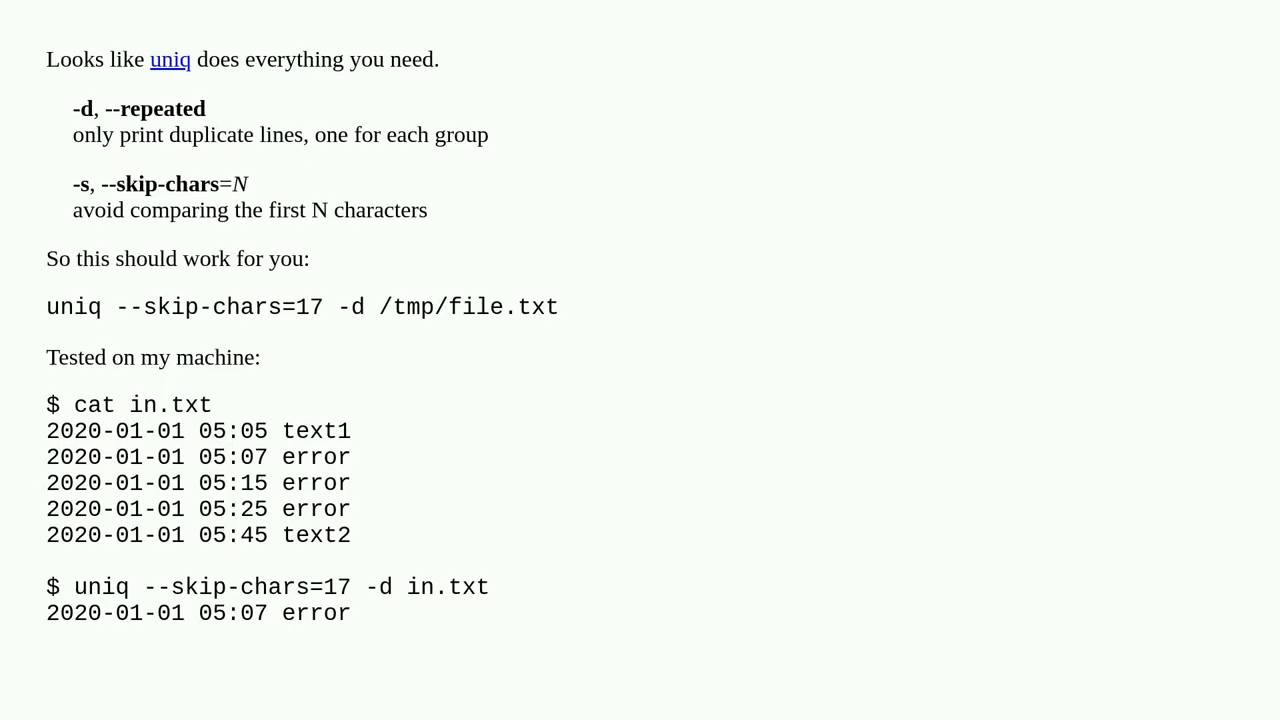 Looks like uniq does everything you need.
-d, --repeated
only print duplicate lines, one for each group
-s, --skip-chars=N
avoid comparing the first N characters
So this should work for you:
uniq --skip-chars=17 -d /tmp/file.txt
Tested on my machine:
$ cat in.txt
2020-01-01 05:05 text1
2020-01-01 05:07 error
2020-01-01 05:15 error
2020-01-01 05:25 error
2020-01-01 05:45 text2
$ uniq --skip-chars=17 -d in.txt
2020-01-01 05:07 error